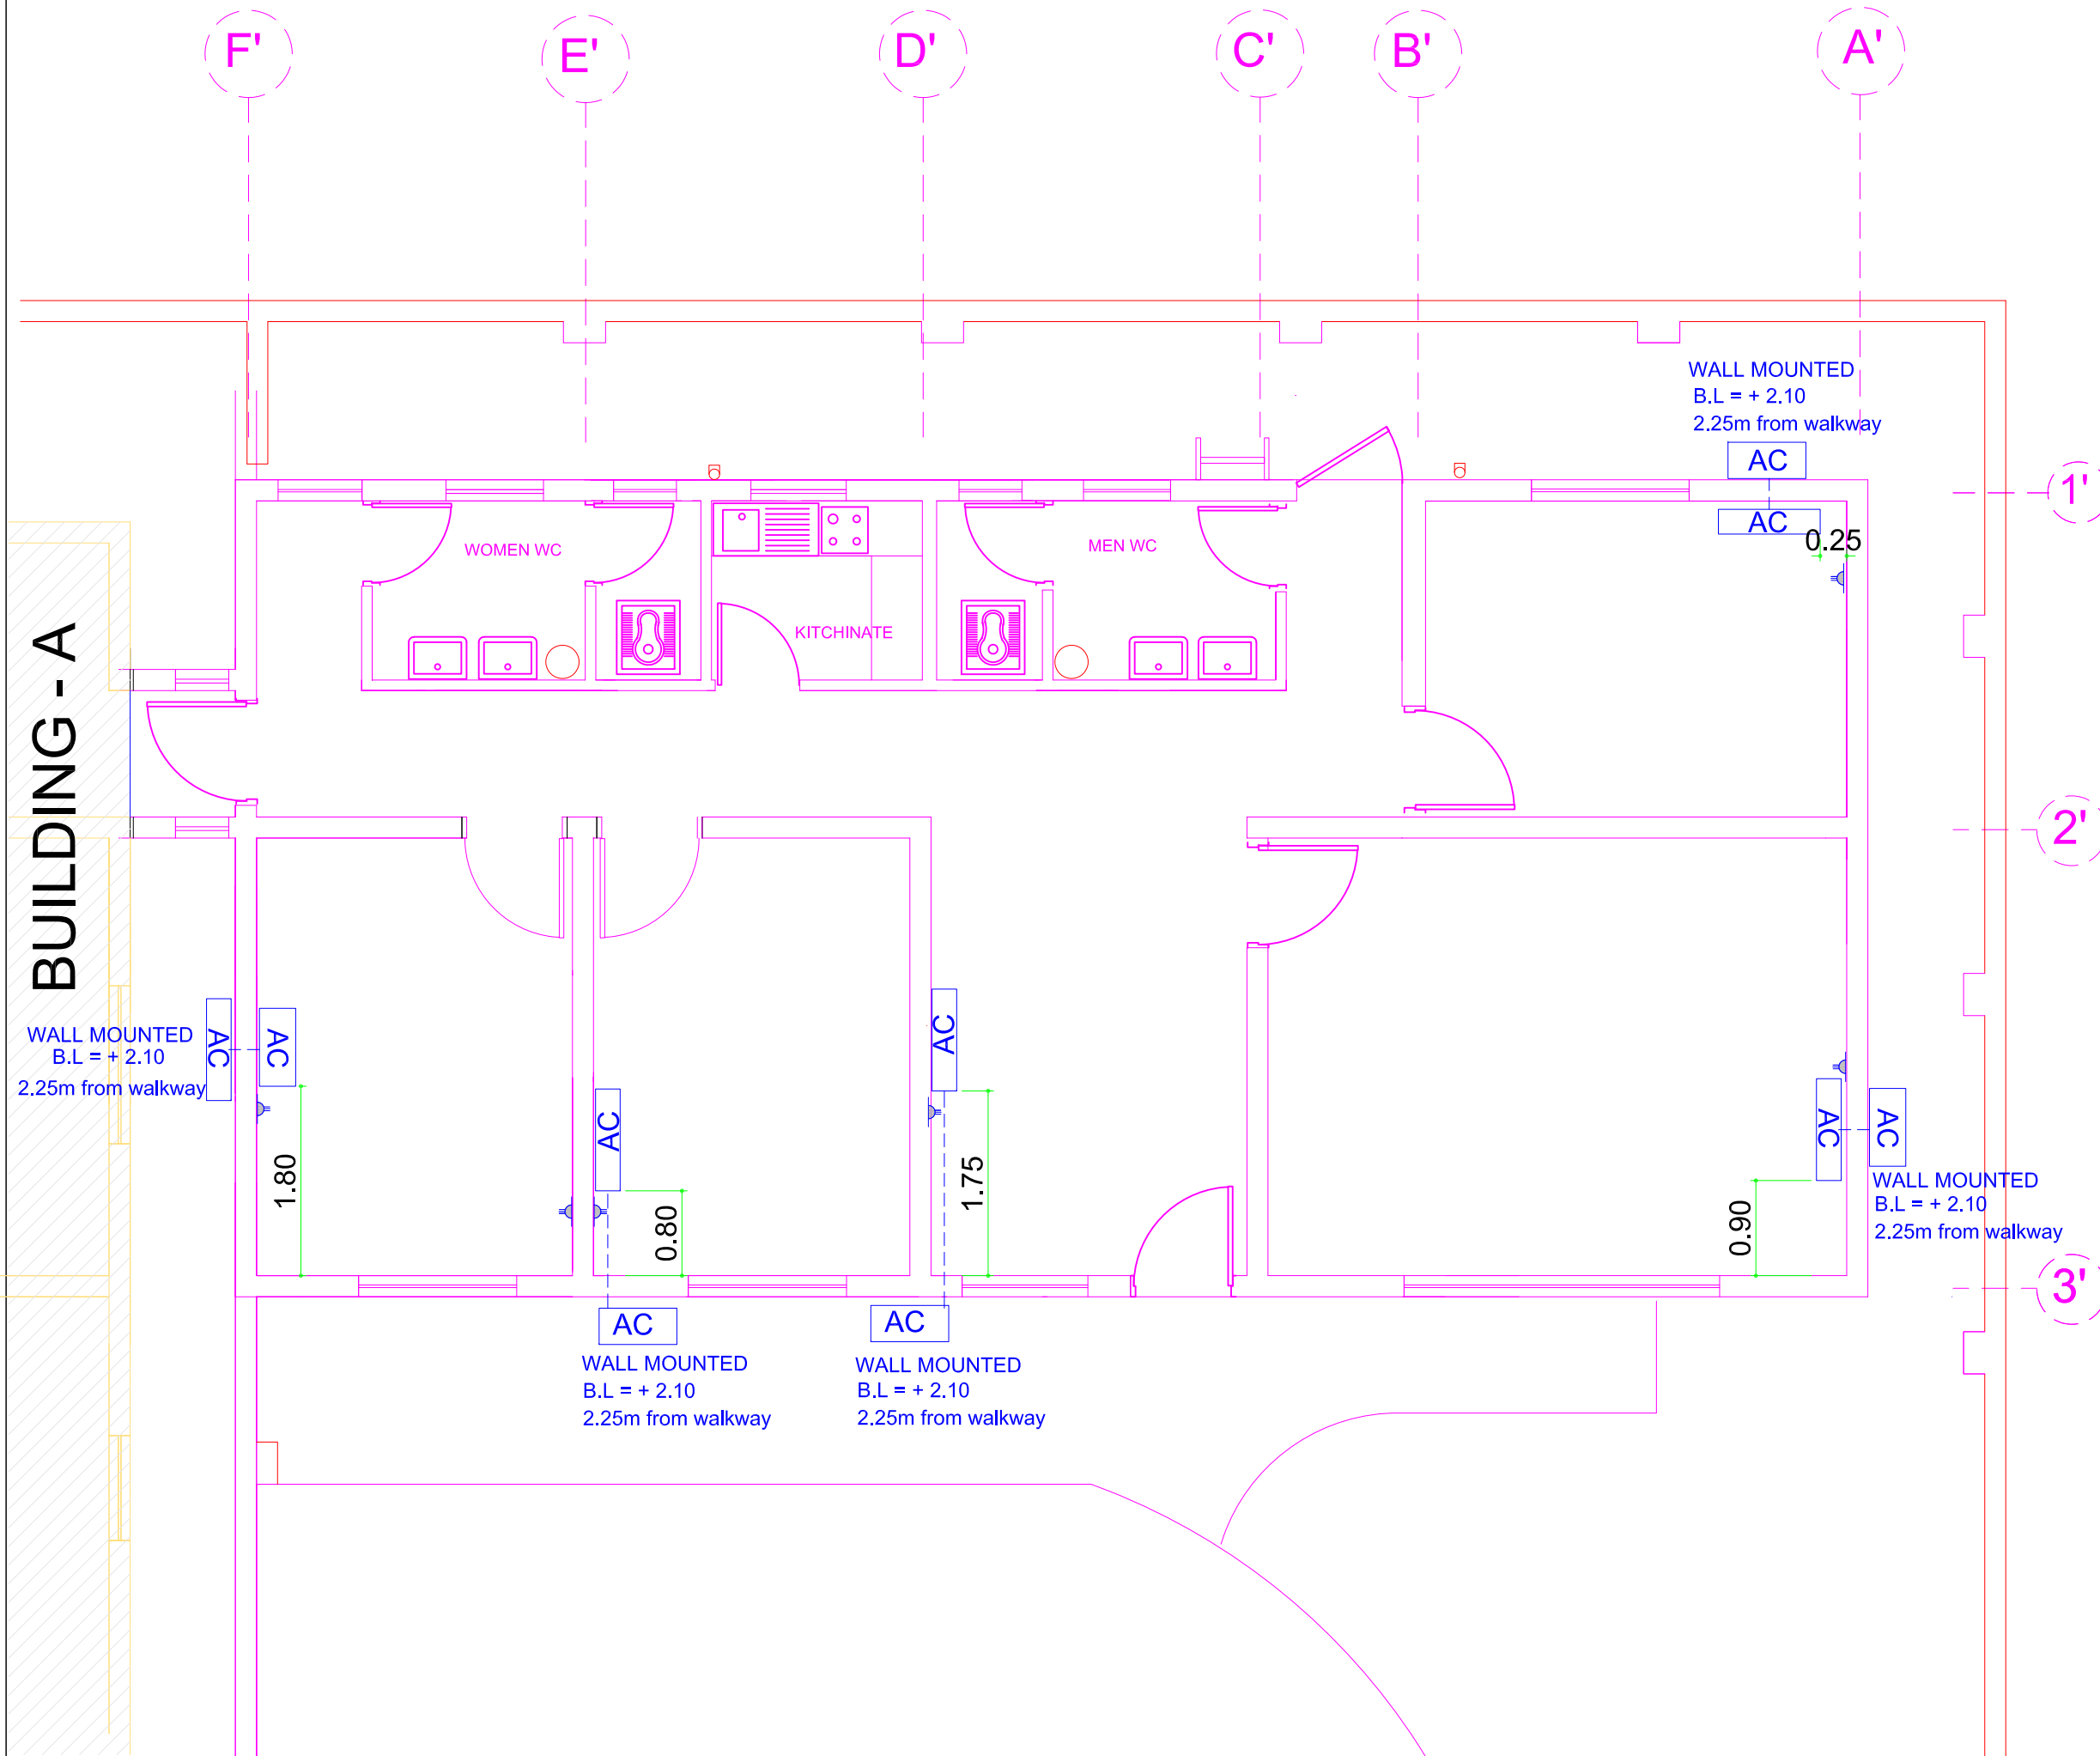 F'
E'
D'
C'
B'
A'
WALL MOUNTED
B.L = + 2.10
2.25m from walkway
AC
AC
0.25
1'
WOMEN WC
MEN WC
KITCHINATE
BUILDING - A
2'
WALL MOUNTED
B.L = + 2.10
2.25m from walkway
AC
AC
1.80
AC
0.80
AC
1.75
AC
AC
0.90
WALL MOUNTED
B.L = + 2.10
2.25m from walkway
3'
AC
WALL MOUNTED
B.L = + 2.10
2.25m from walkway
AC
WALL MOUNTED
B.L = + 2.10
2.25m from walkway